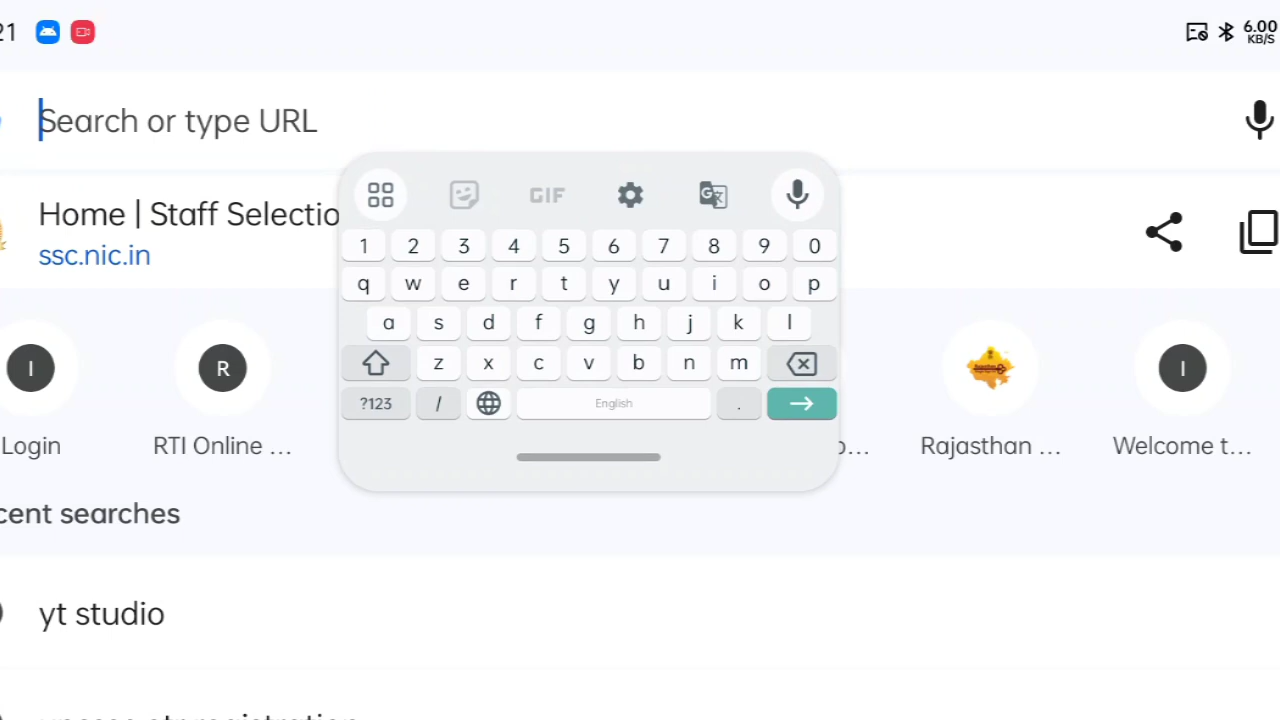 21
6.00
KB/S
Search or type URL
Home | Staff Selectio
ssc.nic.in
GIF
1 2 3 4 5 6 7 8 9 0
q w e r t y u i o p
a s d f g h j k l
z x c v b n m
?123 / English .
I R I
Login RTI Online ... Rajasthan ... Welcome t...
cent searches
yt studio